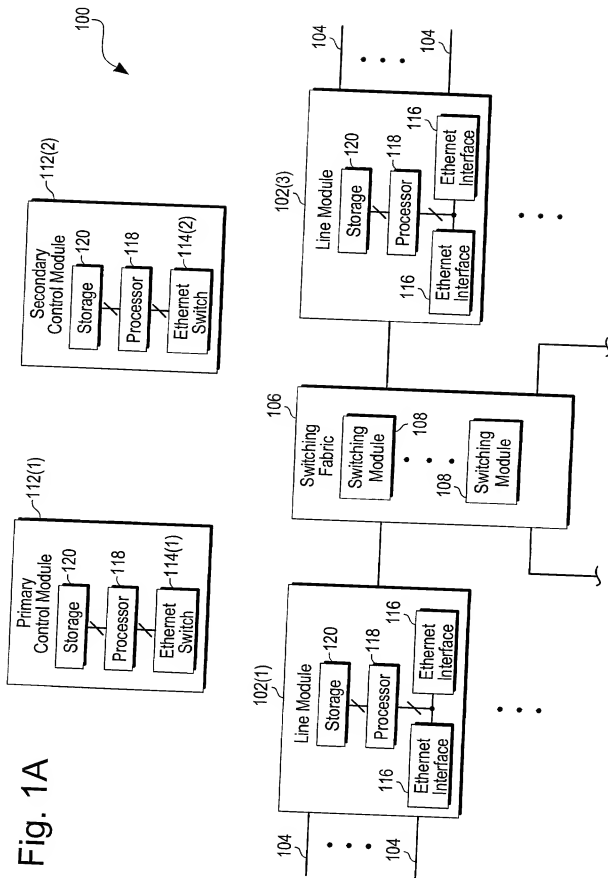 Fig. 1A
100
112(1)
Primary
Control Module
120
Storage
118
Processor
114(1)
Ethernet
Switch
112(2)
Secondary
Control Module
120
Storage
118
Processor
114(2)
Ethernet
Switch
102(1)
Line Module
120
Storage
118
Processor
116
Ethernet
Interface
116
Ethernet
Interface
104
104
106
Switching
Fabric
Switching
Module
108
108
Switching
Module
102(3)
Line Module
120
Storage
118
Processor
116
Ethernet
Interface
116
Ethernet
Interface
104
104